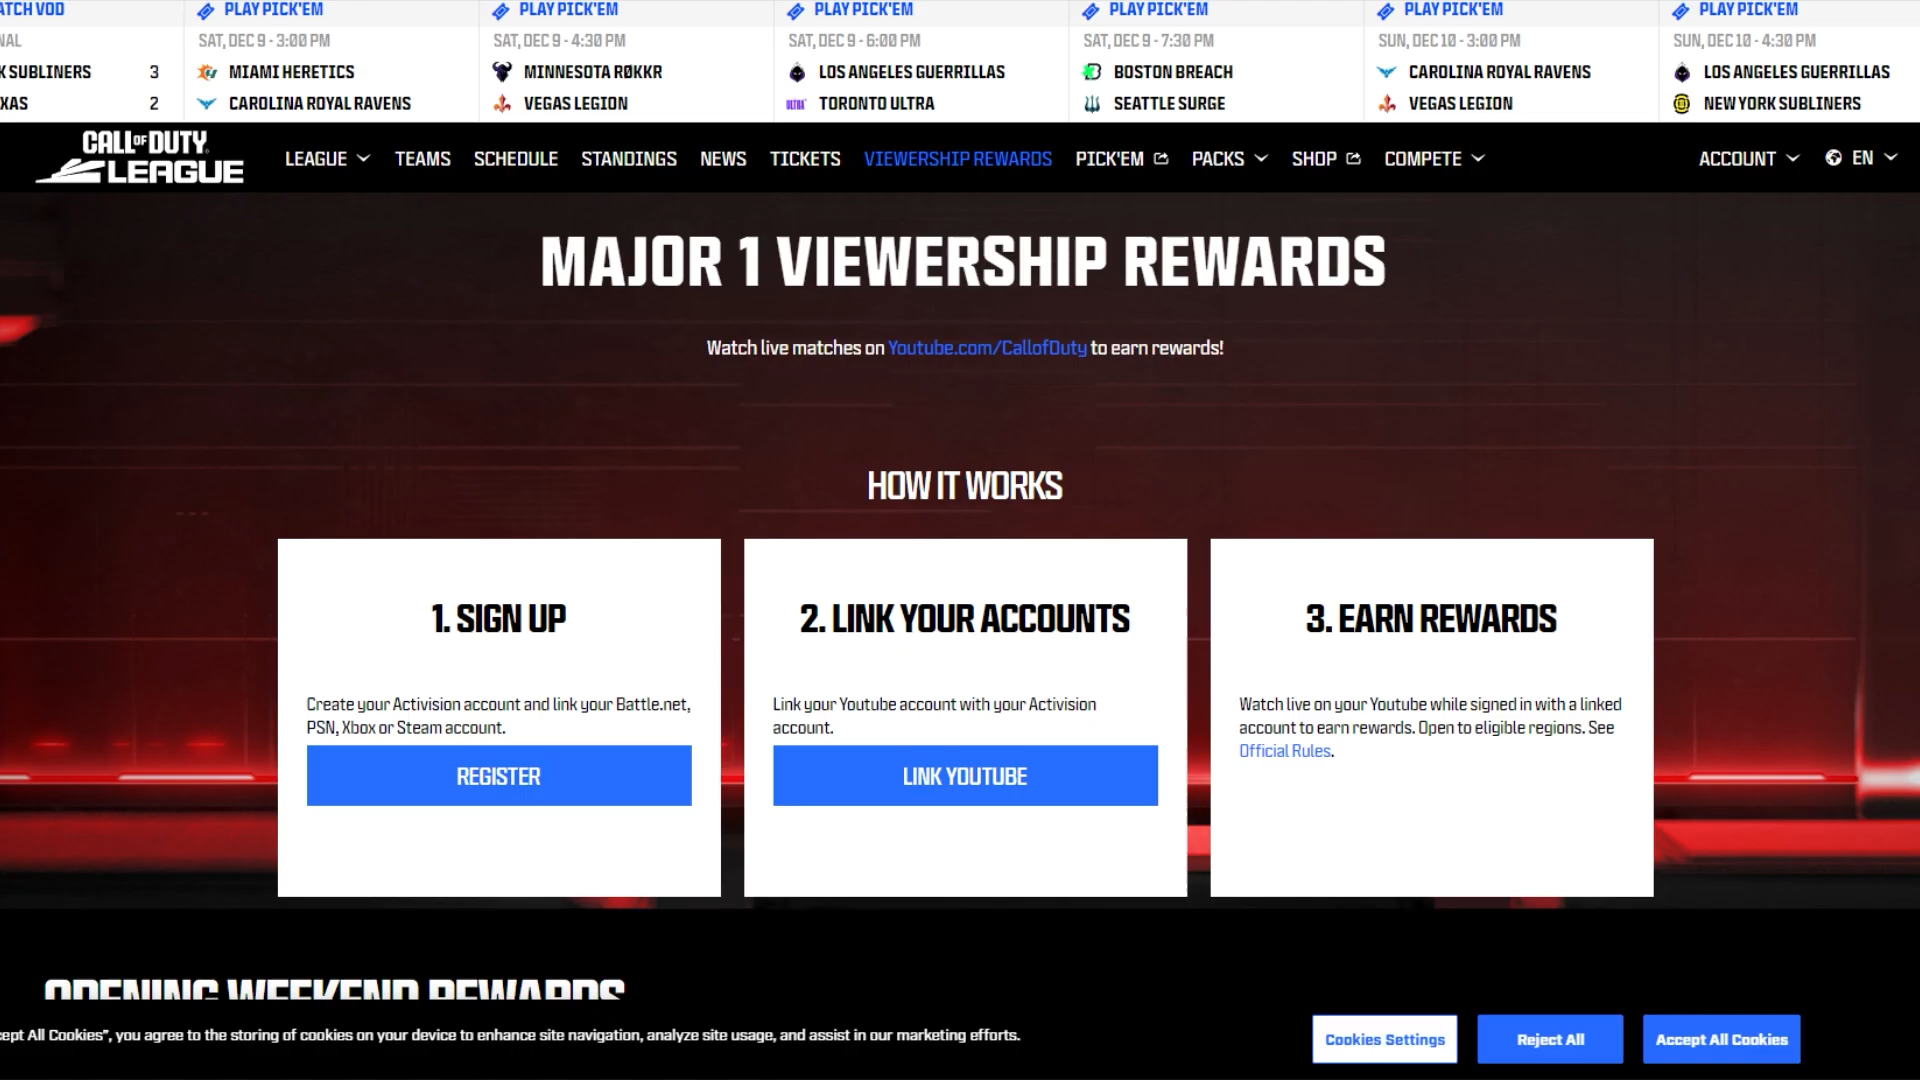 ATCH VOD
PLAY PICK'EM
PLAY PICK'EM
PLAY PICK'EM
PLAY PICK'EM
PLAY PICK'EM
PLAY PICK'EM
NAL
SAT, DEC 9 - 3:00 PM
SAT, DEC 9 - 4:30 PM
SAT, DEC 9 - 6:00 PM
SAT, DEC 9 - 7:30 PM
SUN, DEC 10 - 3:00 PM
SUN, DEC 10 - 4:30 PM
K SUBLINERS 3
MIAMI HERETICS
MINNESOTA RØKKR
LOS ANGELES GUERRILLAS
BOSTON BREACH
CAROLINA ROYAL RAVENS
LOS ANGELES GUERRILLAS
XAS 2
CAROLINA ROYAL RAVENS
VEGAS LEGION
ULTRA TORONTO ULTRA
SEATTLE SURGE
VEGAS LEGION
NEW YORK SUBLINERS
CALL OF DUTY
LEAGUE
LEAGUE TEAMS SCHEDULE STANDINGS NEWS TICKETS VIEWERSHIP REWARDS PICK'EM PACKS SHOP COMPETE ACCOUNT EN
MAJOR 1 VIEWERSHIP REWARDS
Watch live matches on Youtube.com/CallofDuty to earn rewards!
HOW IT WORKS
1. SIGN UP
Create your Activision account and link your Battle.net,
PSN, Xbox or Steam account.
REGISTER
2. LINK YOUR ACCOUNTS
Link your Youtube account with your Activision
account.
LINK YOUTUBE
3. EARN REWARDS
Watch live on your Youtube while signed in with a linked
account to earn rewards. Open to eligible regions. See
Official Rules.
OPENING WEEKEND REWARDS
cept All Cookies”, you agree to the storing of cookies on your device to enhance site navigation, analyze site usage, and assist in our marketing efforts.
Cookies Settings
Reject All
Accept All Cookies